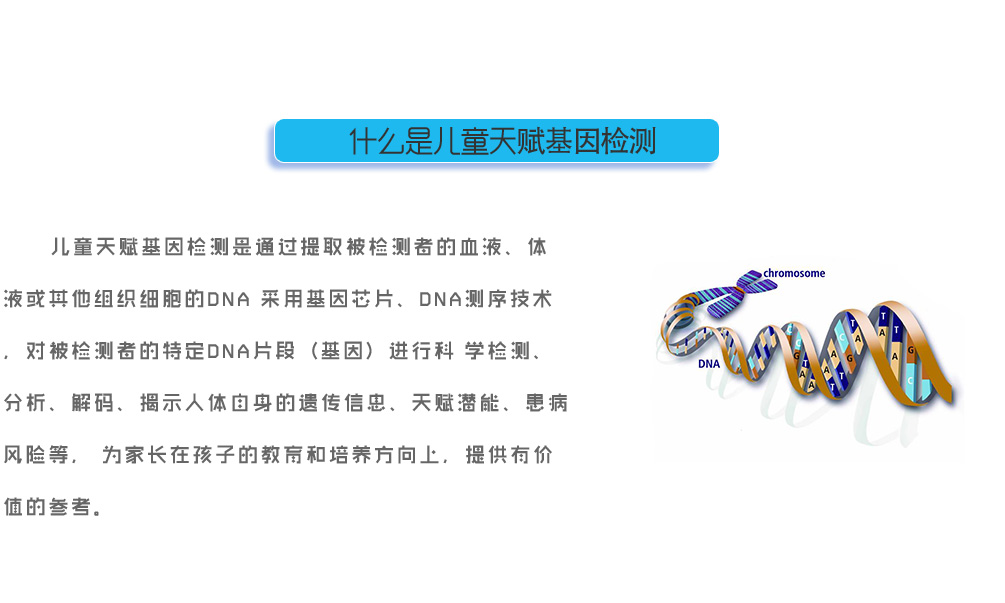 什么是儿童天赋基因检测
儿童天赋基因检测是通过提取被检测者的血液、体
液或其他组织细胞的DNA 采用基因芯片、DNA测序技术
，对被检测者的特定DNA片段（基因）进行科 学检测、
分析、解码、揭示人体自身的遗传信息、天赋潜能、患病
风险等， 为家长在孩子的教育和培养方向上，提供有价
值的参考。
chromosome
DNA